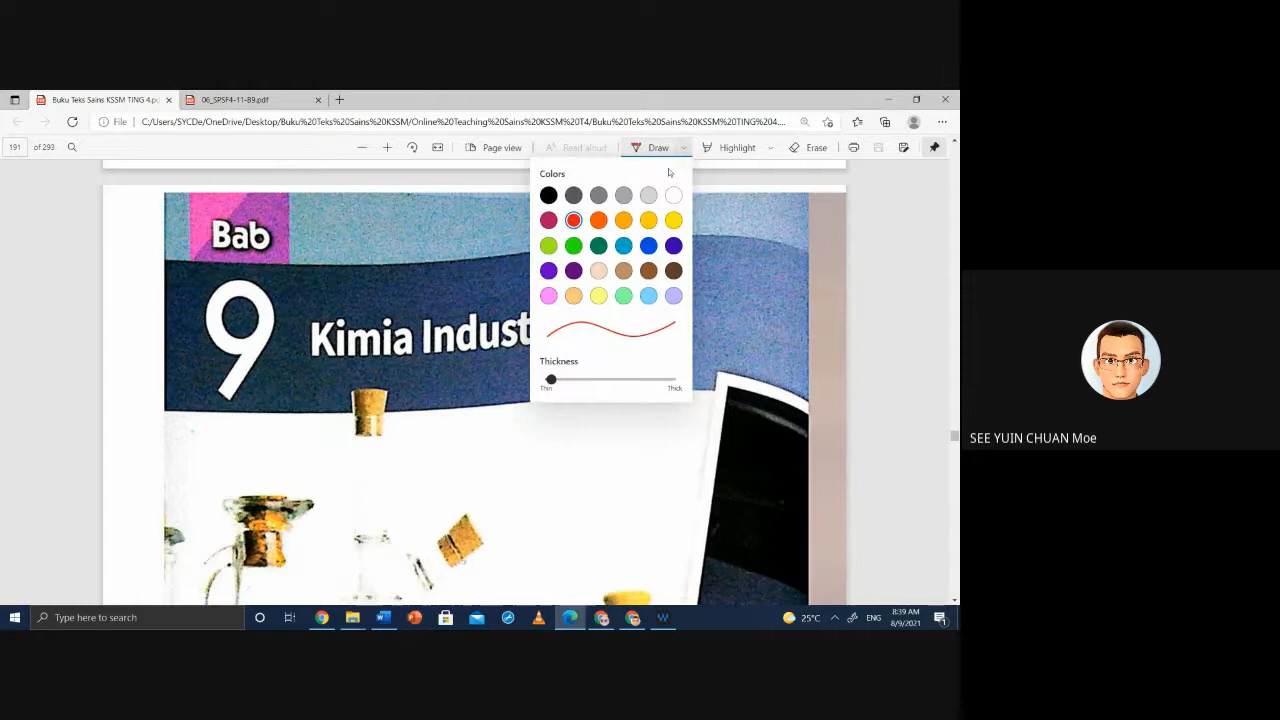 Buku Teks Sains KSSM TING 4.pd
06_SPSF4-11-B9.pdf
File
C:/Users/SYCDe/OneDrive/Desktop/Buku%20Teks%20Sains%20KSSM/Online%20Teaching%20Sains%20KSSM%20T4/Buku%20Teks%20Sains%20KSSM%20TING%204....
191 of 293
Page view
Read aloud
Draw
Highlight
Erase
Colors
Thickness
Thin
Thick
Bab
9
Kimia Indust
SEE YUIN CHUAN Moe
Type here to search
25°C
ENG
8:39 AM
8/9/2021